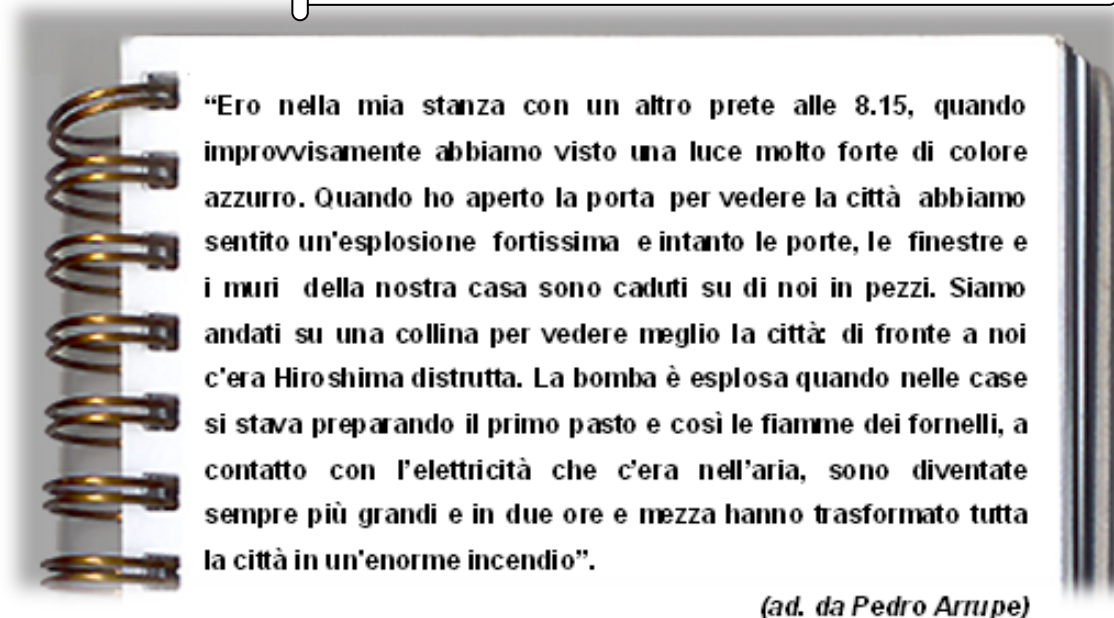 “Ero nella mia stanza con un altro prete alle 8.15, quando
improvvisamente abbiamo visto una luce molto forte di colore
azzurro. Quando ho aperto la porta per vedere la città abbiamo
sentito un'esplosione fortissima e intanto le porte, le finestre e
i muri della nostra casa sono caduti su di noi in pezzi. Siamo
andati su una collina per vedere meglio la città: di fronte a noi
c'era Hiroshima distrutta. La bomba è esplosa quando nelle case
si stava preparando il primo pasto e così le fiamme dei fornelli, a
contatto con l’elettricità che c’era nell’aria, sono diventate
sempre più grandi e in due ore e mezza hanno trasformato tutta
la città in un'enorme incendio”.
(ad. da Pedro Arrupe)